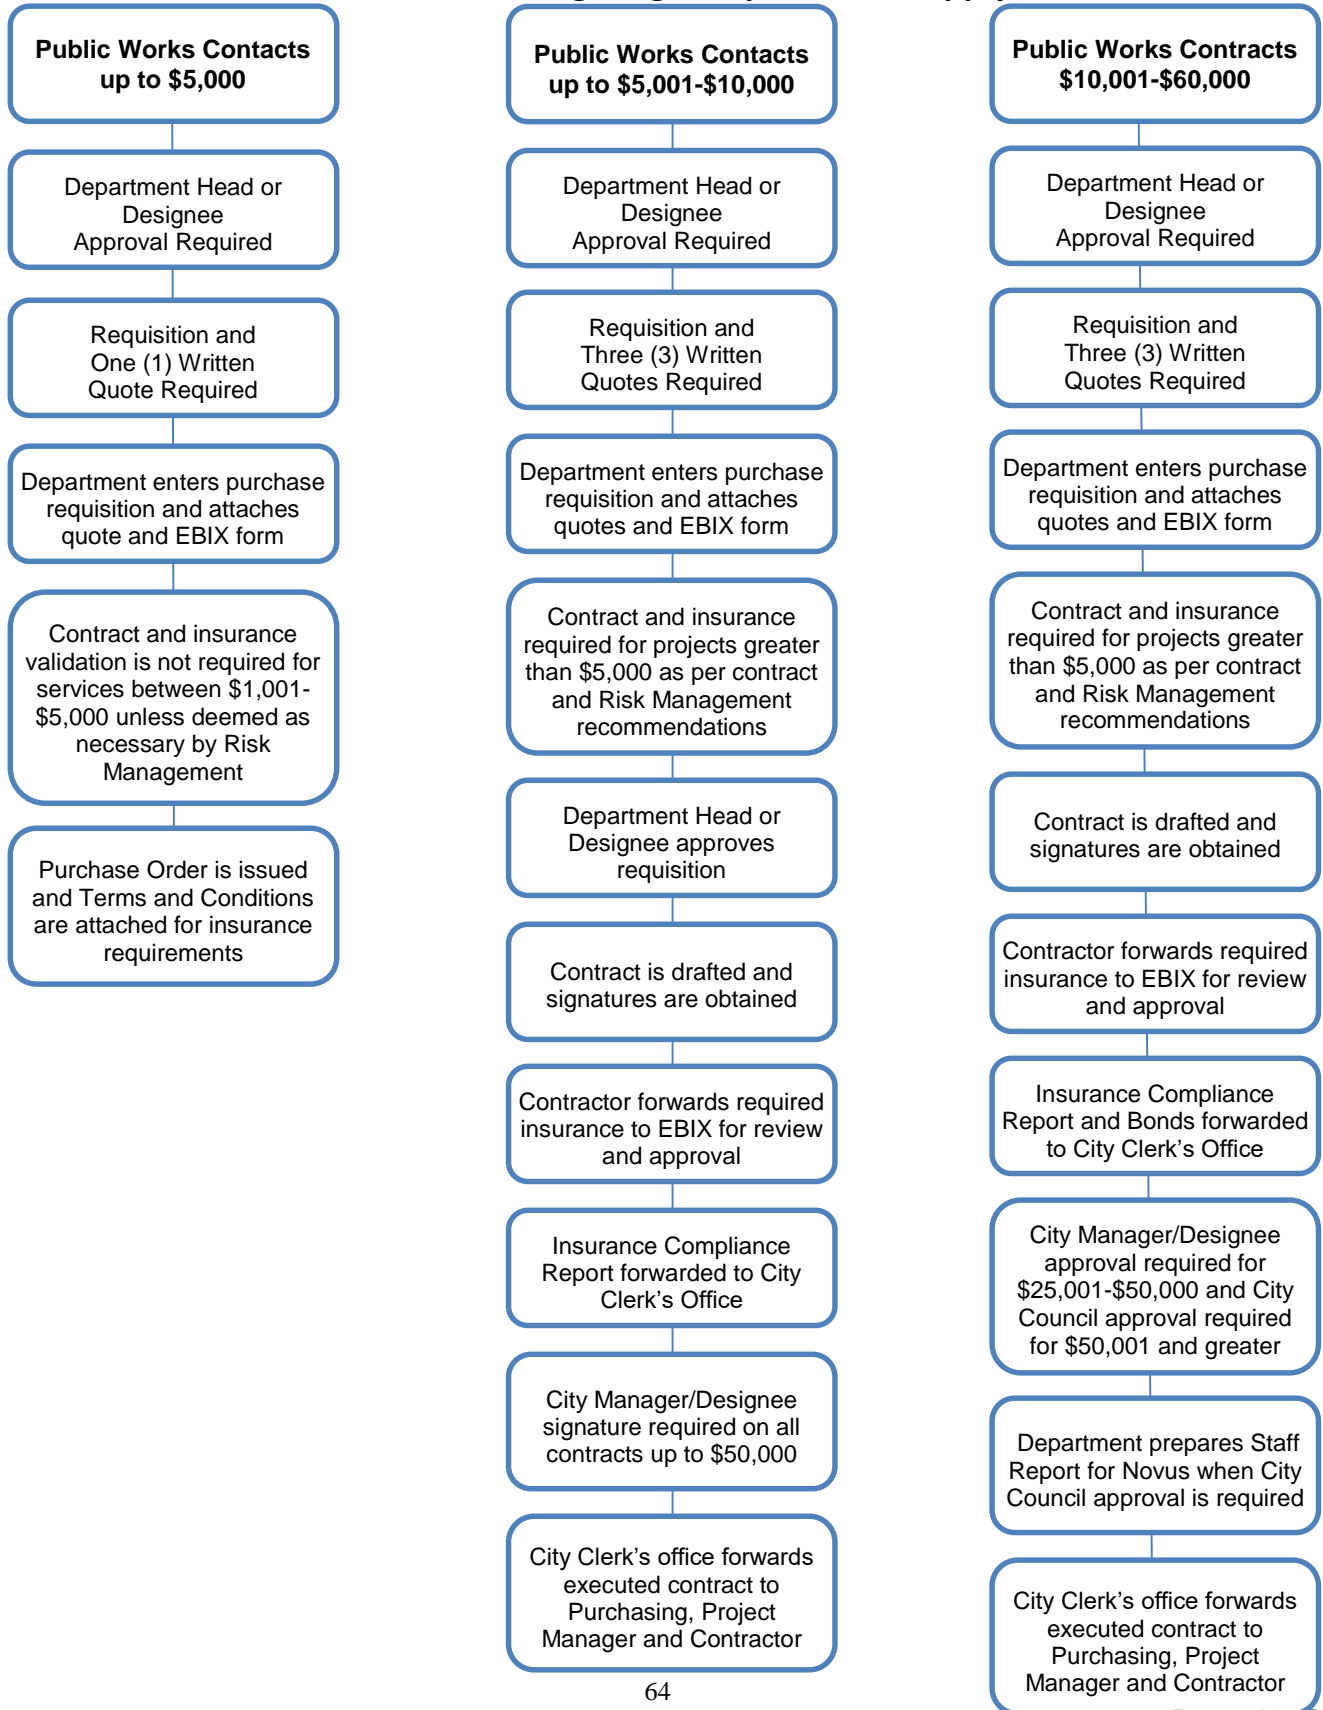 Public Works Contacts
up to $5,000
Department Head or
Designee
Approval Required
Requisition and
One (1) Written
Quote Required
Department enters purchase
requisition and attaches
quote and EBIX form
Contract and insurance
validation is not required for
services between $1,001-
$5,000 unless deemed as
necessary by Risk
Management
Purchase Order is issued
and Terms and Conditions
are attached for insurance
requirements
Public Works Contacts
up to $5,001-$10,000
Department Head or
Designee
Approval Required
Requisition and
Three (3) Written
Quotes Required
Department enters purchase
requisition and attaches
quotes and EBIX form
Contract and insurance
required for projects greater
than $5,000 as per contract
and Risk Management
recommendations
Department Head or
Designee approves
requisition
Contract is drafted and
signatures are obtained
Contractor forwards required
insurance to EBIX for review
and approval
Insurance Compliance
Report forwarded to City
Clerk's Office
City Manager/Designee
signature required on all
contracts up to $50,000
City Clerk's office forwards
executed contract to
Purchasing, Project
Manager and Contractor
Public Works Contracts
$10,001-$60,000
Department Head or
Designee
Approval Required
Requisition and
Three (3) Written
Quotes Required
Department enters purchase
requisition and attaches
quotes and EBIX form
Contract and insurance
required for projects greater
than $5,000 as per contract
and Risk Management
recommendations
Contract is drafted and
signatures are obtained
Contractor forwards required
insurance to EBIX for review
and approval
Insurance Compliance
Report and Bonds forwarded
to City Clerk's Office
City Manager/Designee
approval required for
$25,001-$50,000 and City
Council approval required
for $50,001 and greater
Department prepares Staff
Report for Novus when City
Council approval is required
City Clerk's office forwards
executed contract to
Purchasing, Project
Manager and Contractor
64